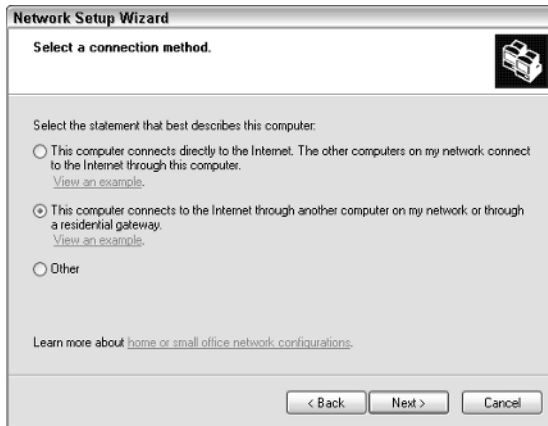 Network Setup Wizard
Select a connection method.
Select the statement that best describes this computer:
This computer connects directly to the Internet. The other computers on my network connect
to the Internet through this computer.
View an example.
This computer connects to the Internet through another computer on my network or through
a residential gateway.
View an example.
Other
Learn more about home or small office network configurations.
< Back Next > Cancel